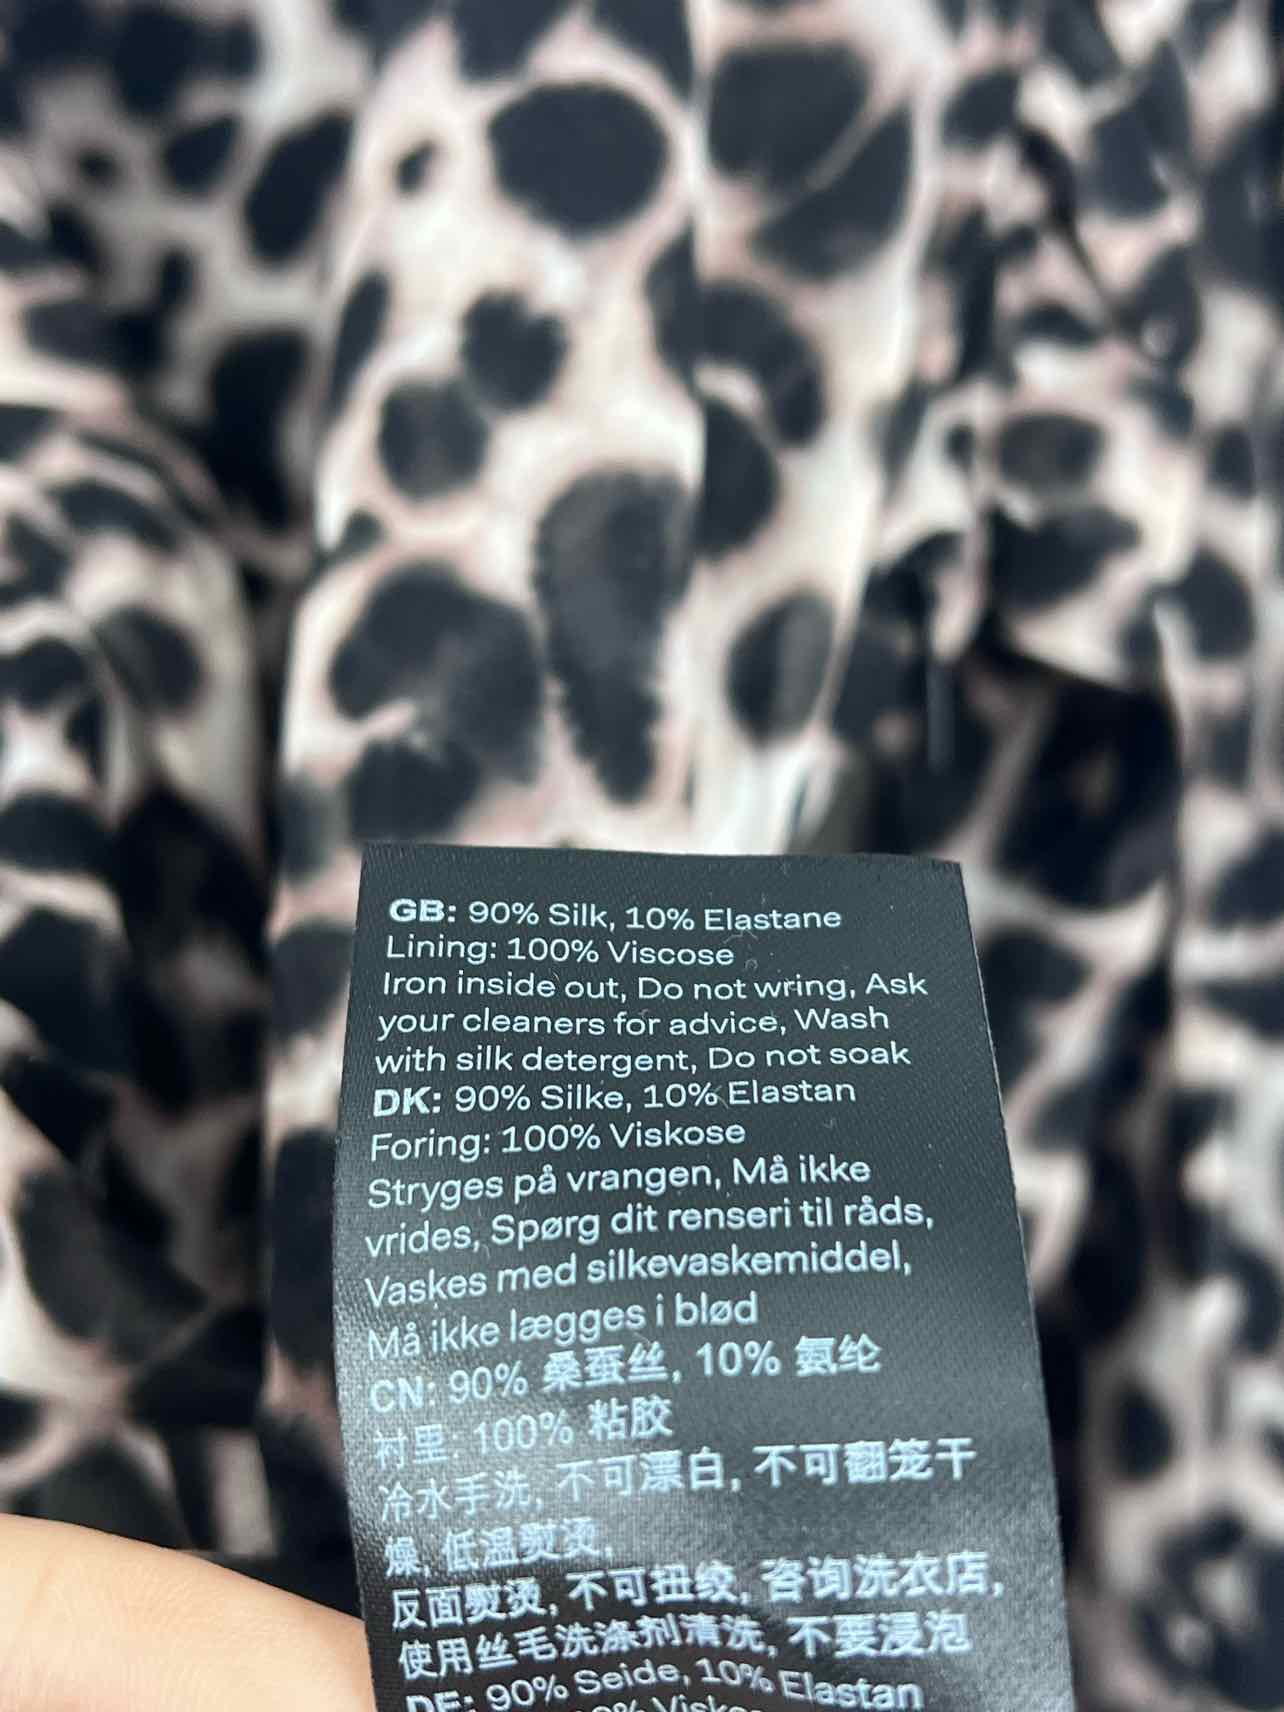 GB: 90% Silk, 10% Elastane
Lining: 100% Viscose
Iron inside out, Do not wring, Ask
your cleaners for advice, Wash
with silk detergent, Do not soak
DK: 90% Silke, 10% Elastan
Foring: 100% Viskose
Stryges på vrangen, Må ikke
vrides, Spørg dit renseri til råds,
Vaskes med silkevaskemiddel,
Må ikke lægges i blød
CN: 90% 桑蚕丝, 10% 氨纶
衬里: 100% 粘胶
冷水手洗, 不可漂白, 不可翻笼干
燥, 低温熨烫,
反面熨烫, 不可扭绞, 咨询洗衣店,
使用丝毛洗涤剂清洗, 不要浸泡
DE: 90% Seide, 10% Elastan